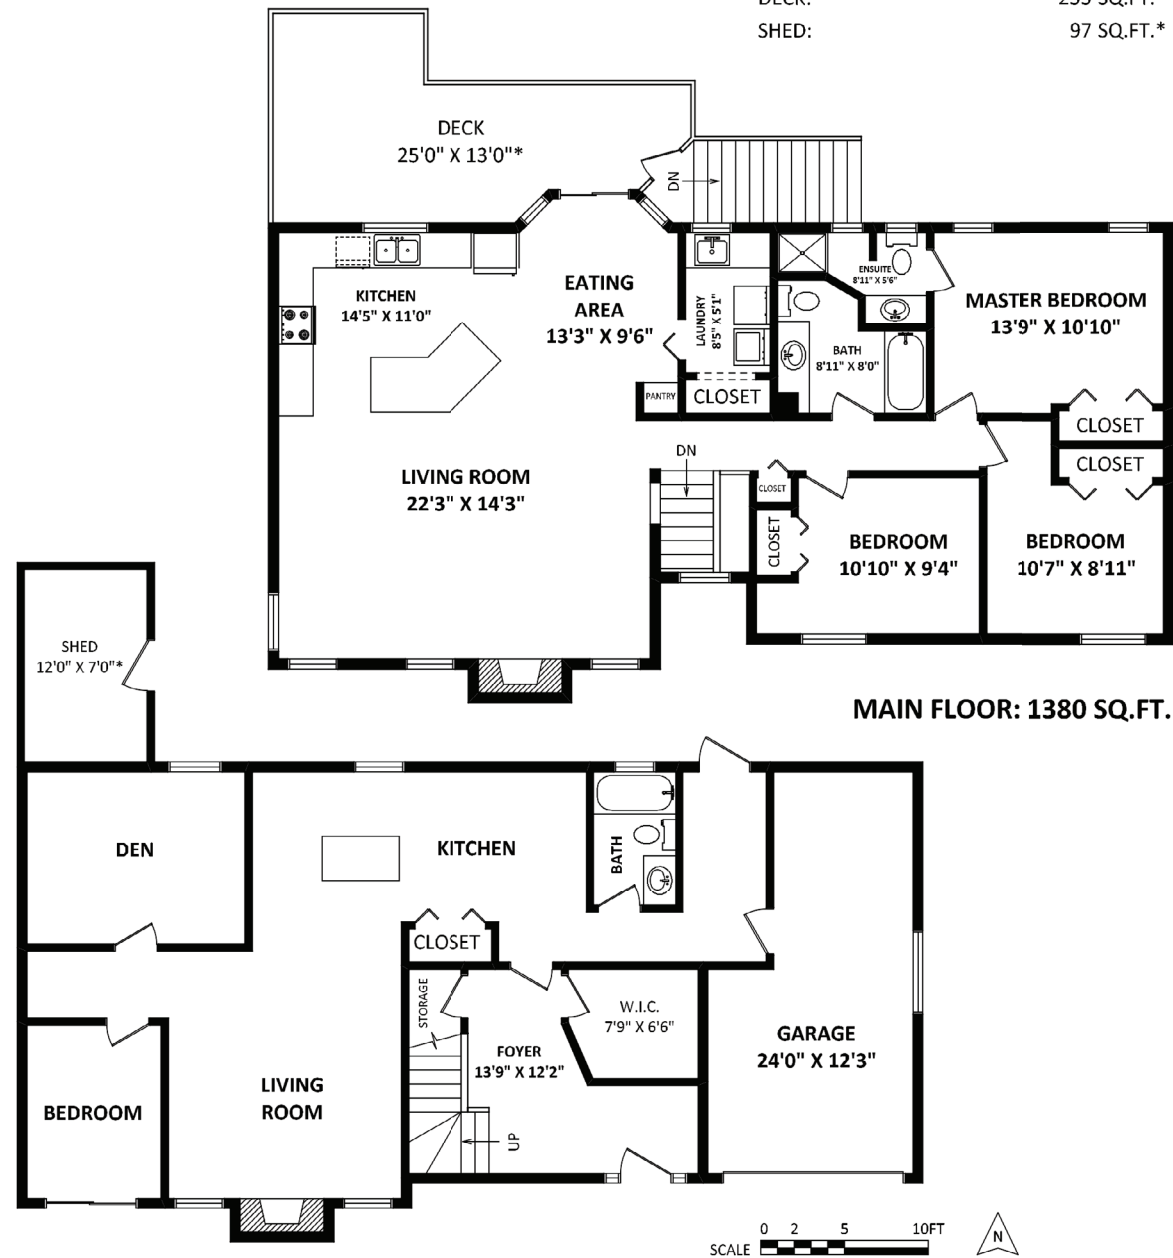 SHED: 97 SQ.FT.*
DECK
25'0" X 13'0"*
DN
KITCHEN
14'5" X 11'0"
EATING
AREA
13'3" X 9'6"
LAUNDRY
8'5" X 5'1"
ENSUITE
8'11" X 5'6"
MASTER BEDROOM
13'9" X 10'10"
BATH
8'11" X 8'0"
PANTRY
CLOSET
CLOSET
CLOSET
DN
LIVING ROOM
22'3" X 14'3"
CLOSET
CLOSET
BEDROOM
10'10" X 9'4"
BEDROOM
10'7" X 8'11"
SHED
12'0" X 7'0"*
MAIN FLOOR: 1380 SQ.FT.
DEN
KITCHEN
BATH
CLOSET
STORAGE
W.I.C.
7'9" X 6'6"
FOYER
13'9" X 12'2"
GARAGE
24'0" X 12'3"
LIVING
ROOM
BEDROOM
UP
0 2 5 10FT
SCALE
N